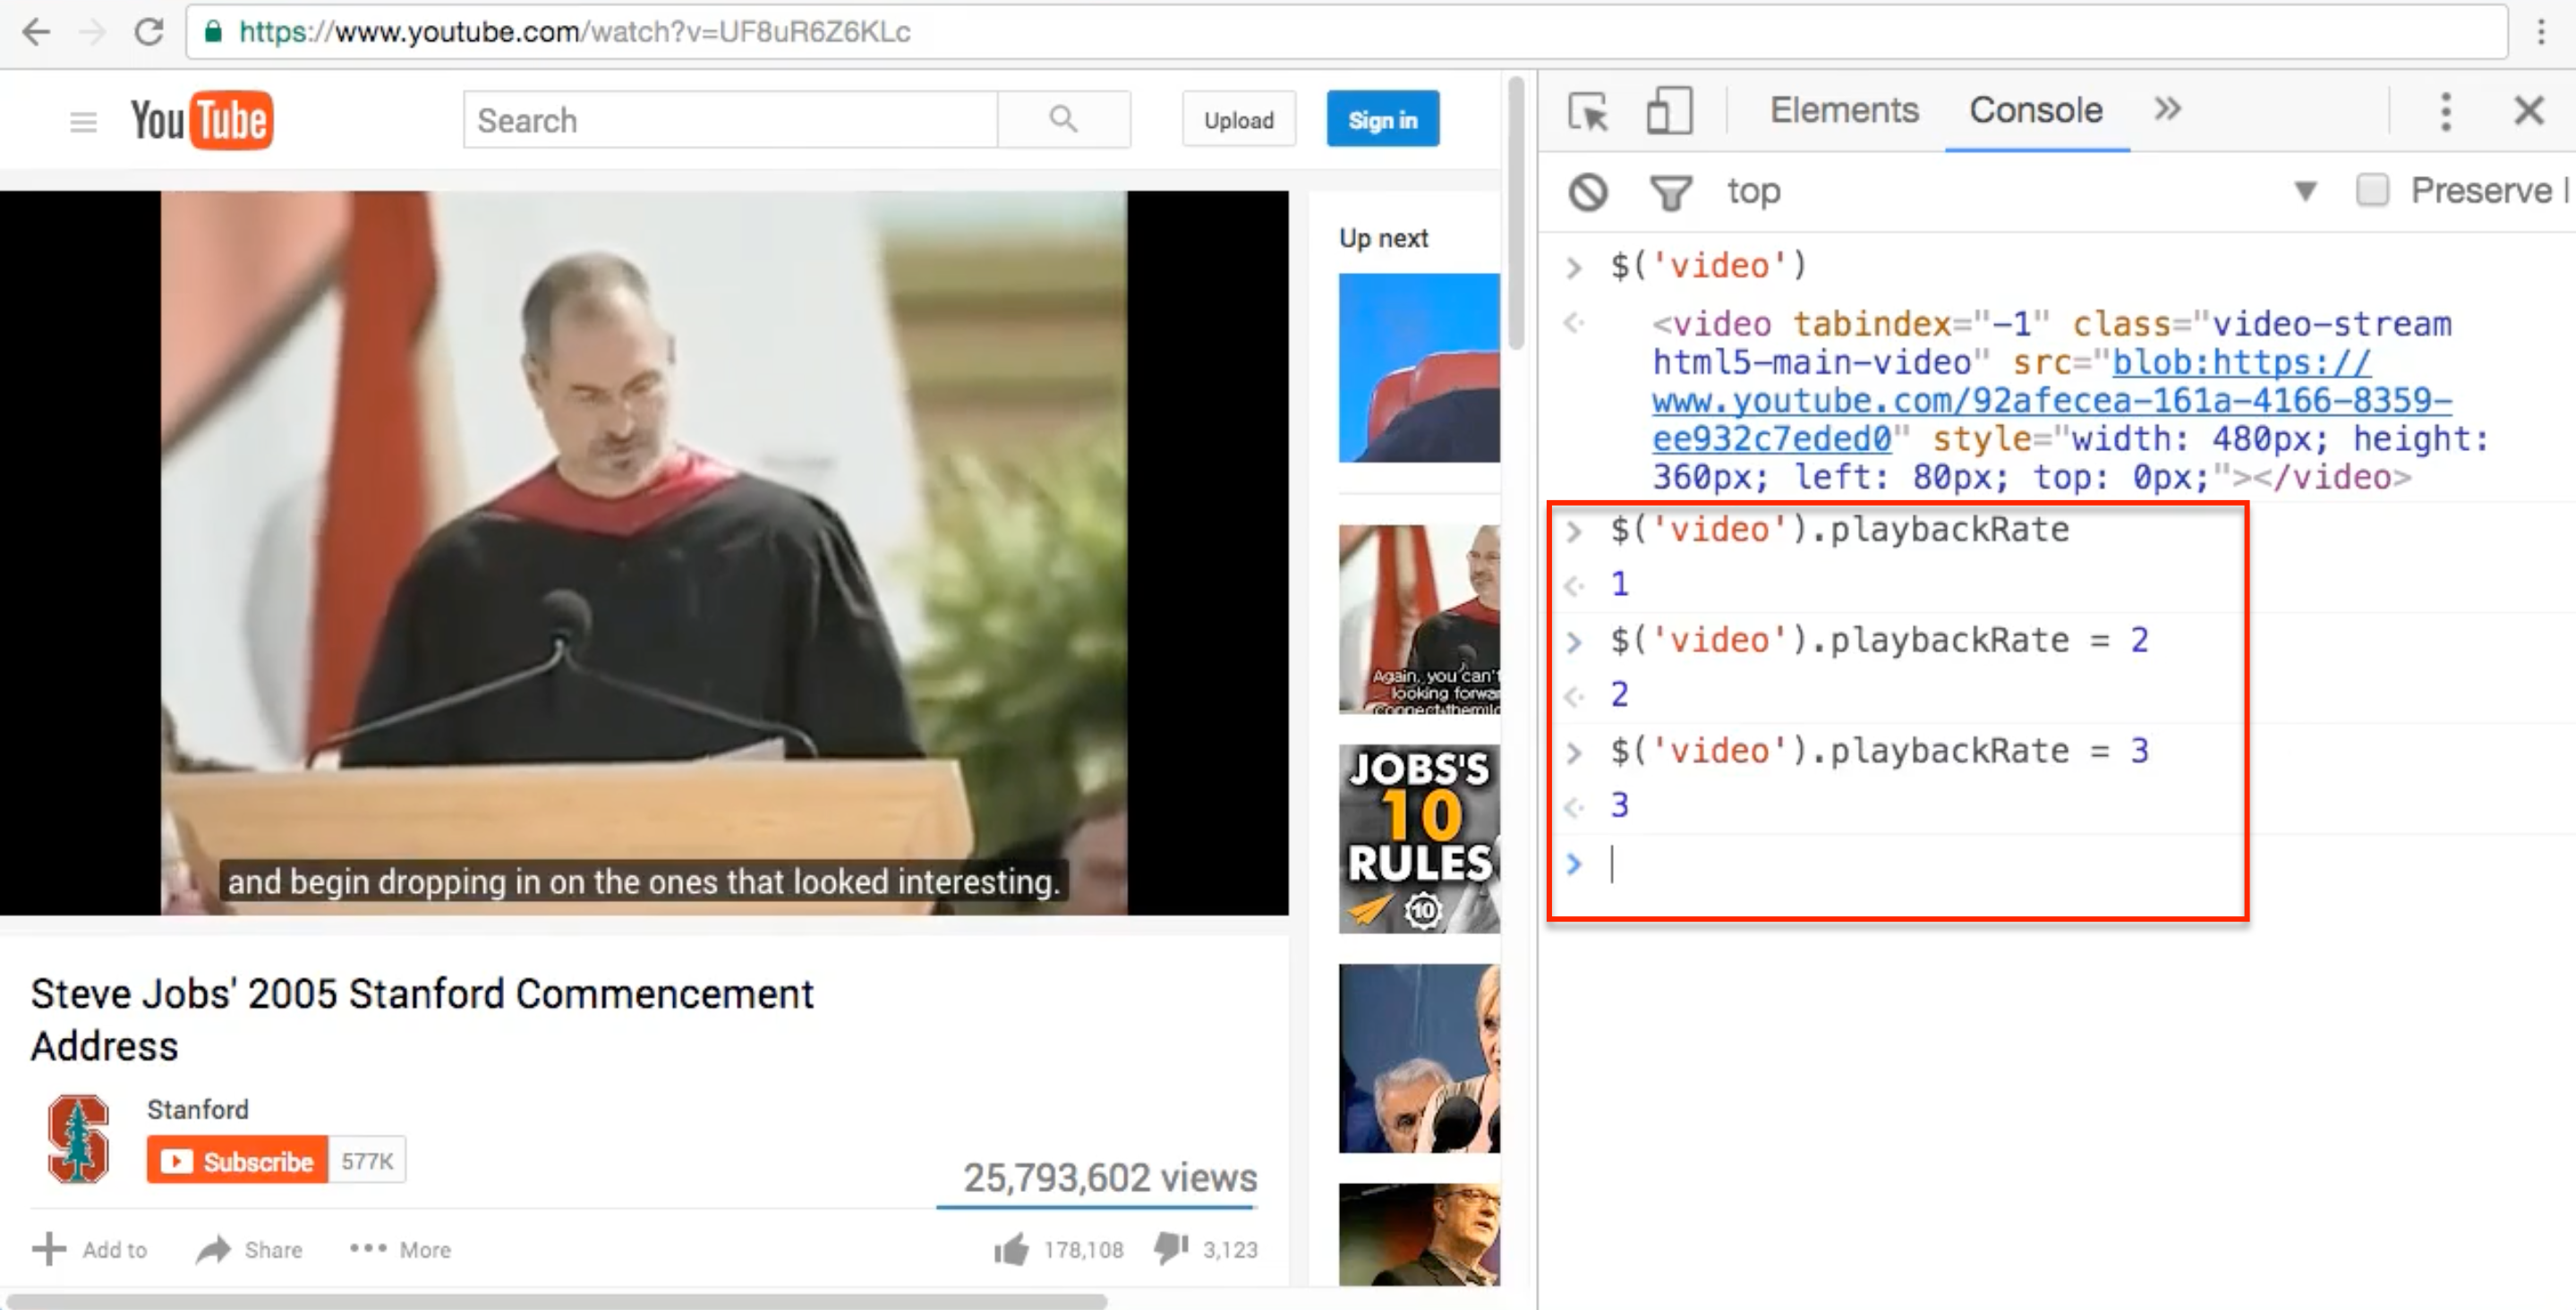 https://www.youtube.com/watch?v=UF8uR6Z6KLc
YouTube
Search
Upload
Sign in
Up next
and begin dropping in on the ones that looked interesting.
Again, you can't
looking forwar
JOBS'S
10
RULES
10
Steve Jobs' 2005 Stanford Commencement
Address
Stanford
Subscribe 577K
25,793,602 views
Add to Share More 178,108 3,123
Elements Console »
top Preserve l
> $('video')
<video tabindex="-1" class="video-stream
html5-main-video" src="blob:https://
www.youtube.com/92afecea-161a-4166-8359-
ee932c7eded0" style="width: 480px; height:
360px; left: 80px; top: 0px;"></video>
> $('video').playbackRate
1
> $('video').playbackRate = 2
2
> $('video').playbackRate = 3
3
>